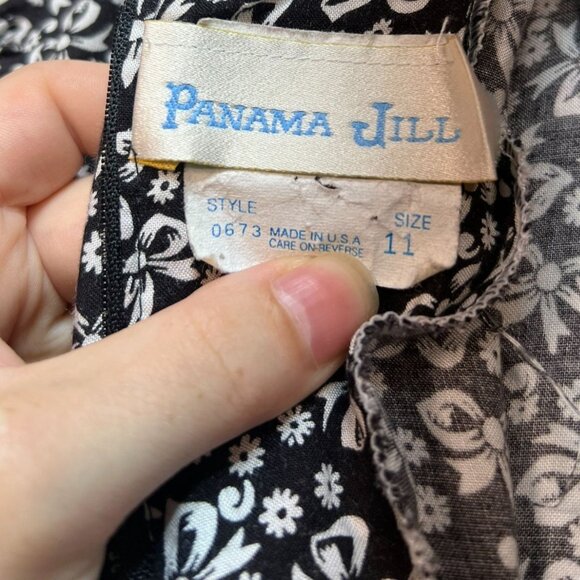 PANAMA JILL
STYLE SIZE
0673 MADE IN U.S.A 11
CARE ON REVERSE